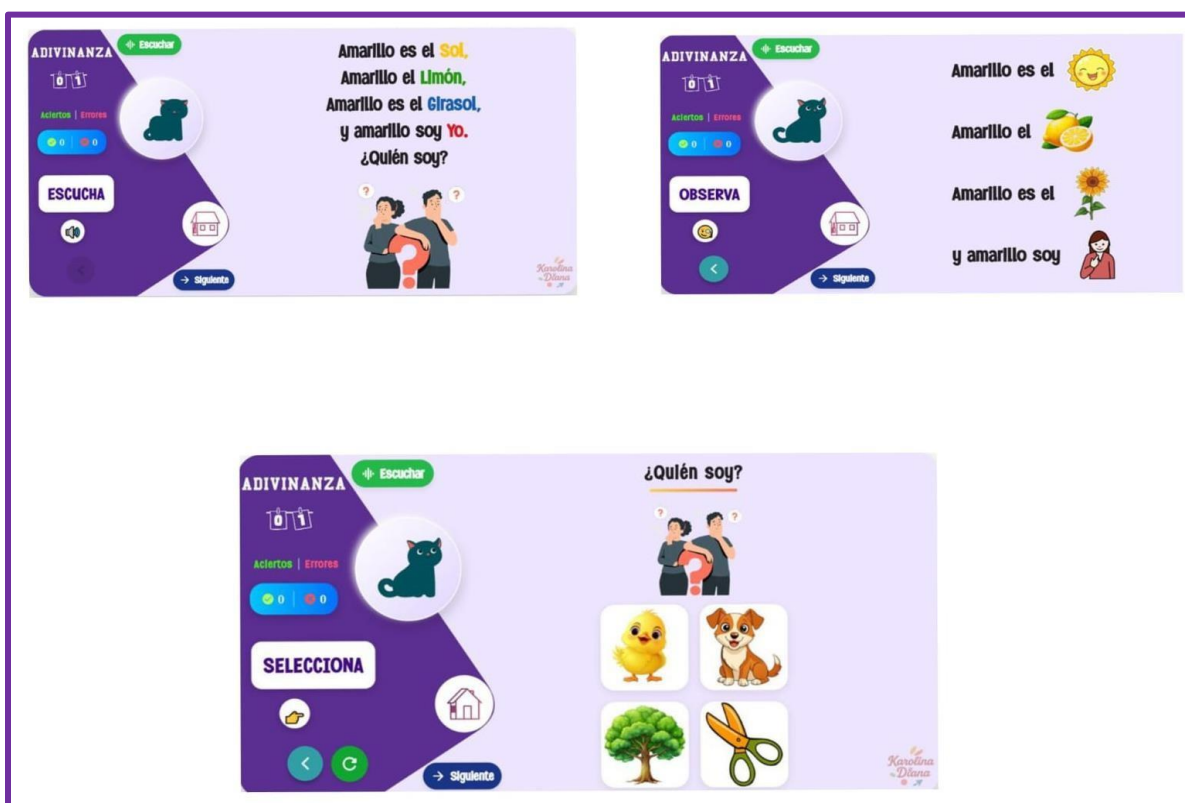 ADIVINANZA
Escuchar
01
Aciertos | Errores
0 | 0
ESCUCHA
Siguiente
Amarillo es el Sol,
Amarillo el Limón,
Amarillo es el Girasol,
y amarillo soy Yo.
¿Quién soy?
? ?
?
Karolina
Diana
ADIVINANZA
Escuchar
01
Aciertos | Errores
0 | 0
OBSERVA
Siguiente
Amarillo es el
Amarillo el
Amarillo es el
y amarillo soy
ADIVINANZA
Escuchar
01
Aciertos | Errores
0 | 0
SELECCIONA
Siguiente
¿Quién soy?
? ?
?
Karolina
Diana